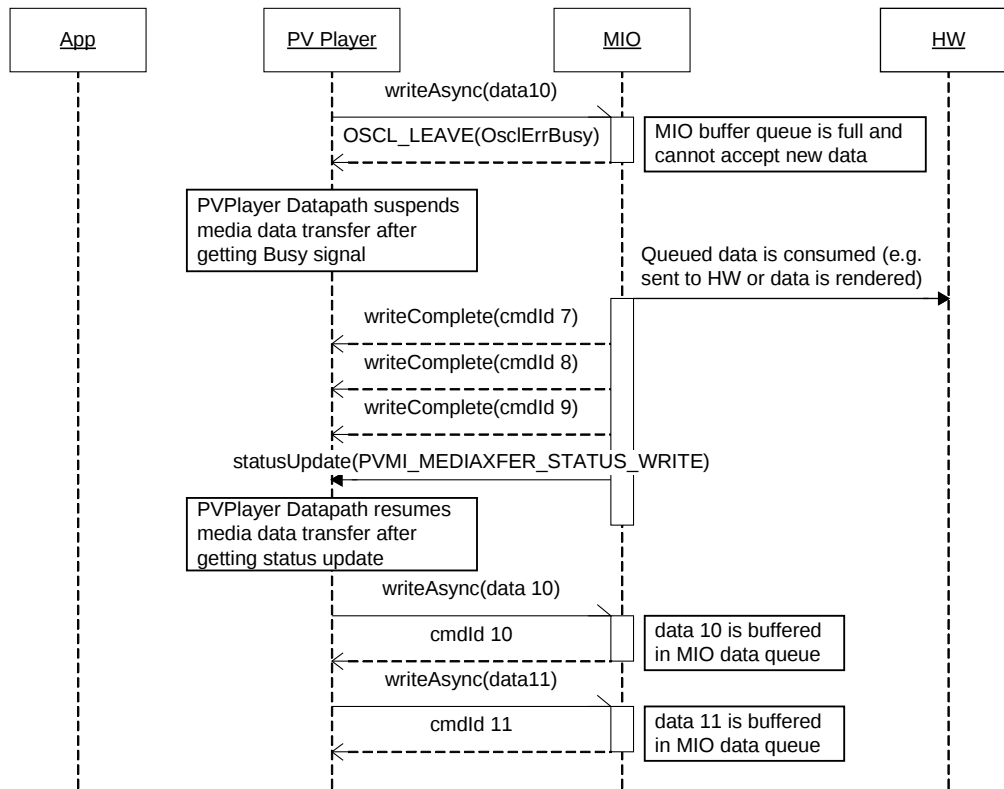 App
PV Player
MIO
HW
writeAsync(data10)
OSCL_LEAVE(OsclErrBusy)
MIO buffer queue is full and
cannot accept new data
PVPlayer Datapath suspends
media data transfer after
getting Busy signal
Queued data is consumed (e.g.
sent to HW or data is rendered)
writeComplete(cmdId 7)
writeComplete(cmdId 8)
writeComplete(cmdId 9)
statusUpdate(PVMI_MEDIAXFER_STATUS_WRITE)
PVPlayer Datapath resumes
media data transfer after
getting status update
writeAsync(data 10)
cmdId 10
data 10 is buffered
in MIO data queue
writeAsync(data11)
cmdId 11
data 11 is buffered
in MIO data queue